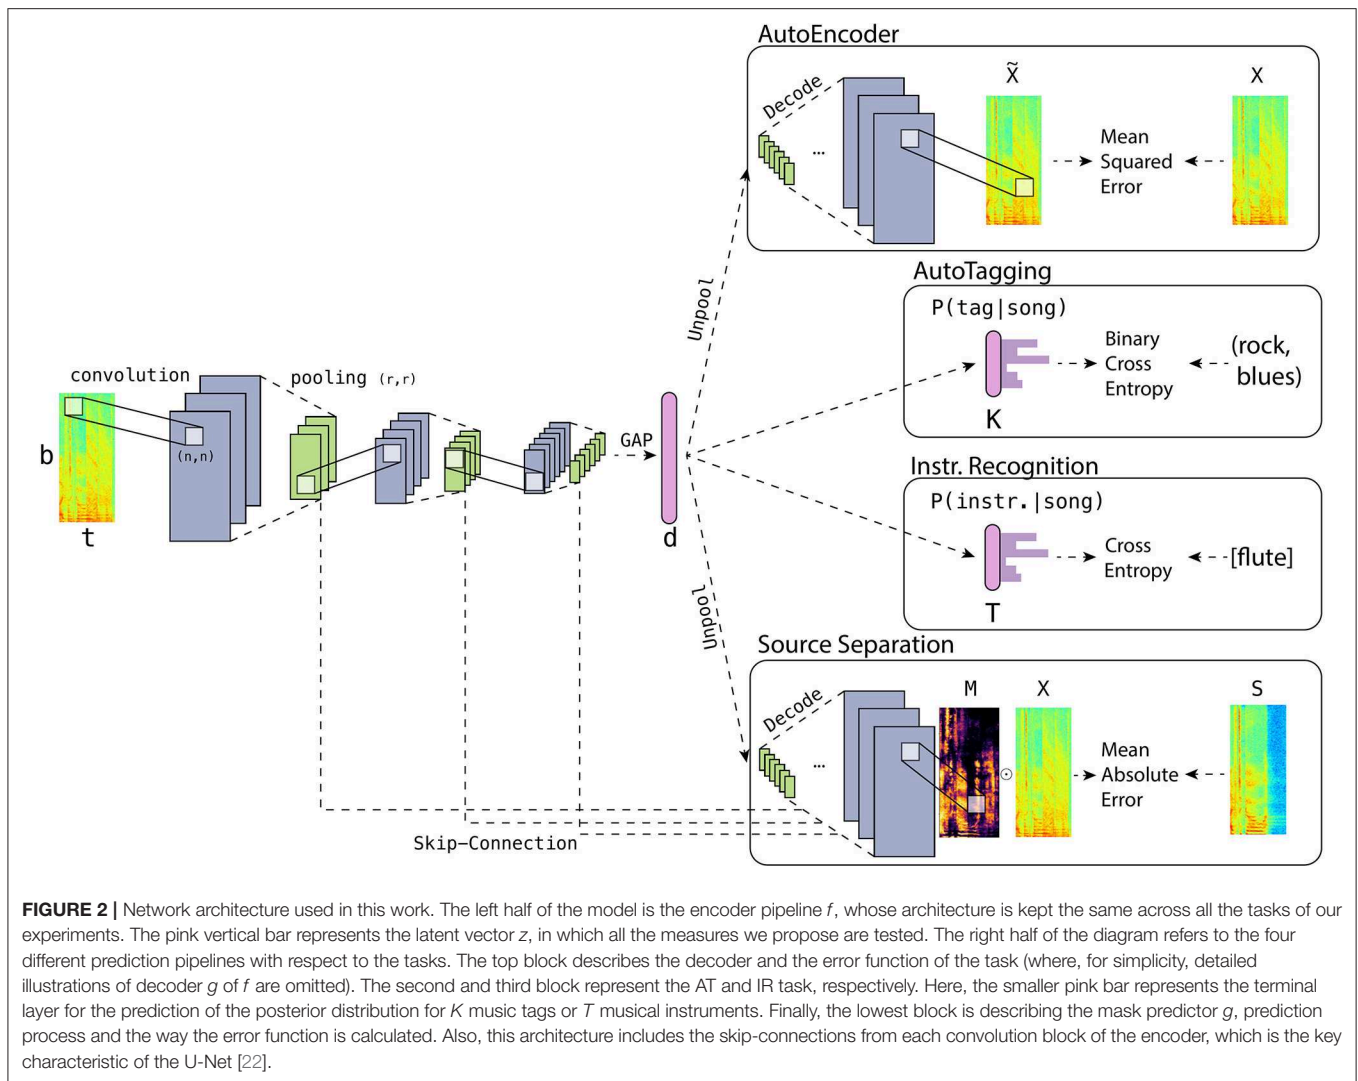 AutoEncoder
Decode
...
X̃
X
Mean
Squared
Error
Unpool
AutoTagging
P(tag|song)
Binary
Cross
Entropy
(rock,
blues)
K
convolution
pooling (r,r)
(n,n)
b
t
GAP
d
Instr. Recognition
P(instr.|song)
Cross
Entropy
[flute]
T
Unpool
Source Separation
Decode
...
M
X
S
⊙
Mean
Absolute
Error
Skip-Connection
FIGURE 2 | Network architecture used in this work. The left half of the model is the encoder pipeline f, whose architecture is kept the same across all the tasks of our
experiments. The pink vertical bar represents the latent vector z, in which all the measures we propose are tested. The right half of the diagram refers to the four
different prediction pipelines with respect to the tasks. The top block describes the decoder and the error function of the task (where, for simplicity, detailed
illustrations of decoder g of f are omitted). The second and third block represent the AT and IR task, respectively. Here, the smaller pink bar represents the terminal
layer for the prediction of the posterior distribution for K music tags or T musical instruments. Finally, the lowest block is describing the mask predictor g, prediction
process and the way the error function is calculated. Also, this architecture includes the skip-connections from each convolution block of the encoder, which is the key
characteristic of the U-Net [22].